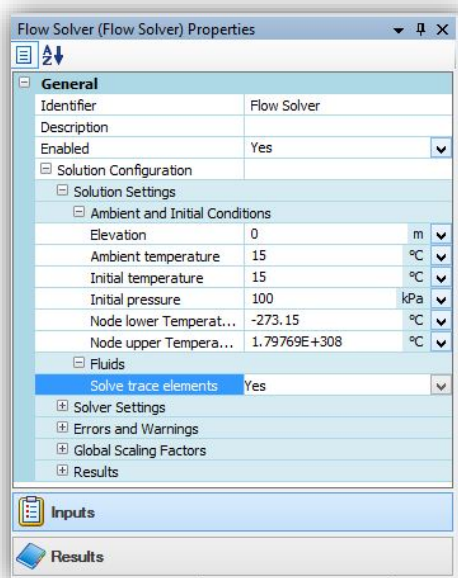 Flow Solver (Flow Solver) Properties
General
Identifier Flow Solver
Description
Enabled Yes
Solution Configuration
Solution Settings
Ambient and Initial Conditions
Elevation 0 m
Ambient temperature 15 °C
Initial temperature 15 °C
Initial pressure 100 kPa
Node lower Temperat... -273.15 °C
Node upper Tempera... 1.79769E+308 °C
Fluids
Solve trace elements Yes
Solver Settings
Errors and Warnings
Global Scaling Factors
Results
Inputs
Results